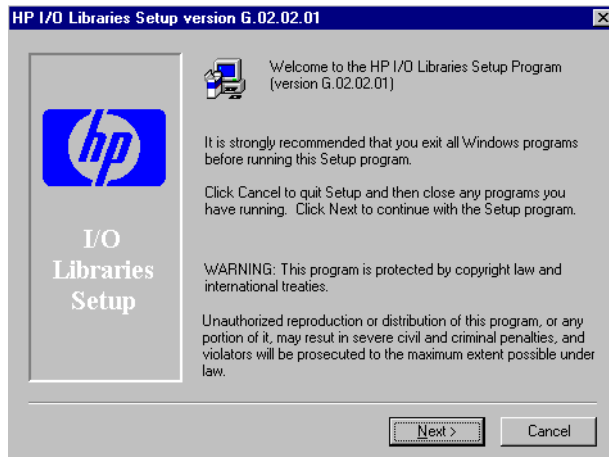 HP I/O Libraries Setup version G.02.02.01
hp
I/O
Libraries
Setup
Welcome to the HP I/O Libraries Setup Program
(version G.02.02.01)
It is strongly recommended that you exit all Windows programs
before running this Setup program.
Click Cancel to quit Setup and then close any programs you
have running.  Click Next to continue with the Setup program.
WARNING: This program is protected by copyright law and
international treaties.
Unauthorized reproduction or distribution of this program, or any
portion of it, may resut in severe civil and criminal penalties, and
violators will be prosecuted to the maximum extent possible under
law.
Next >
Cancel